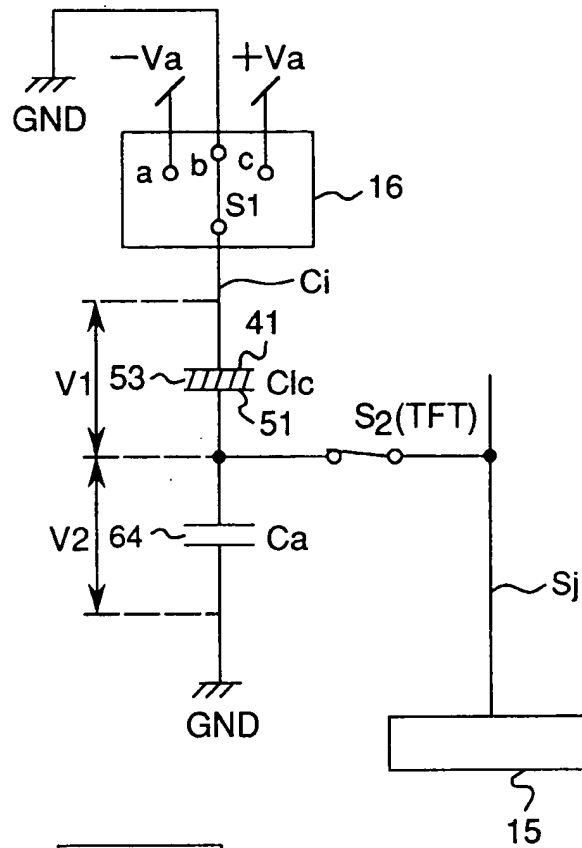 −Va
+Va
GND
a
b
c
S1
16
Ci
41
V1
53
Clc
51
S2(TFT)
V2
64
Ca
Sj
GND
15